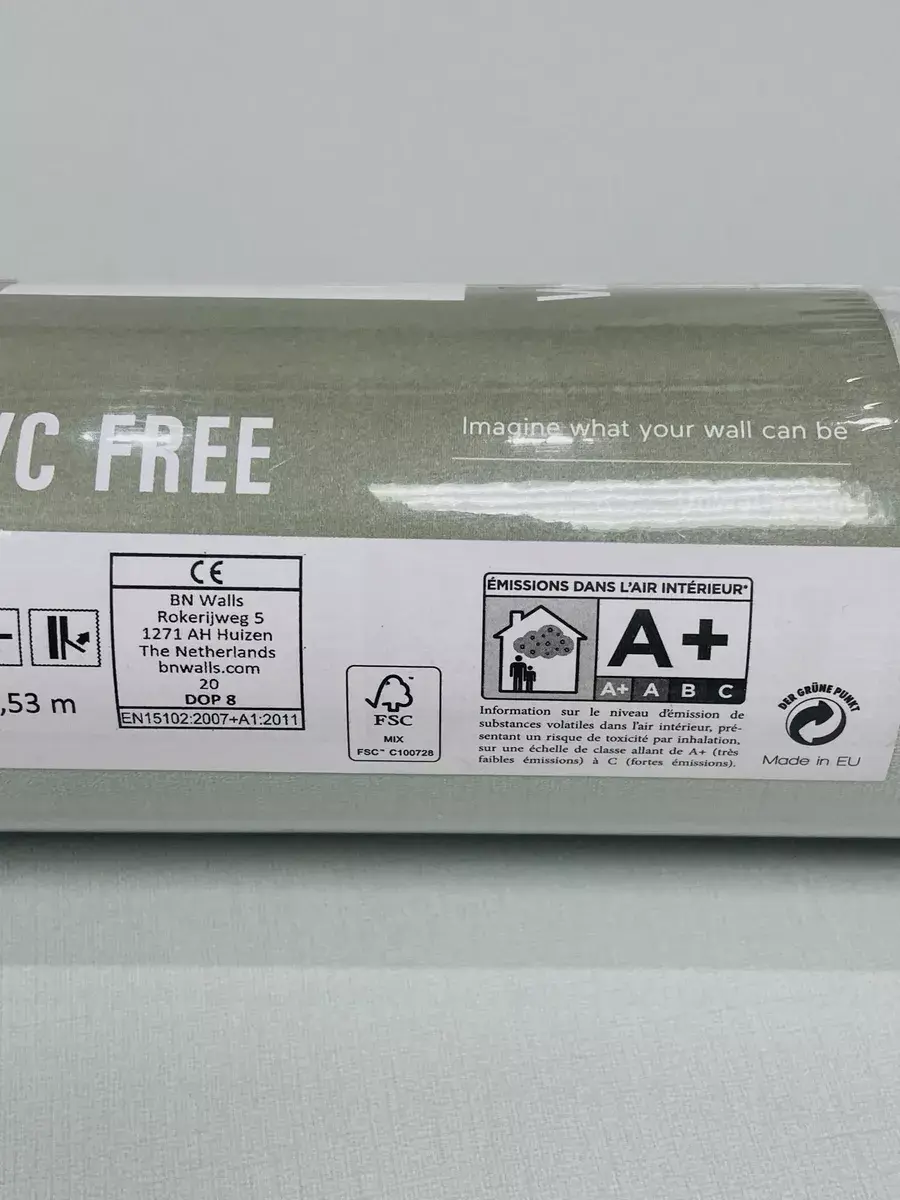 VC FREE
Imagine what your wall can be
CE
BN Walls
Rokerijweg 5
1271 AH Huizen
The Netherlands
bnwalls.com
20
DOP 8
EN15102:2007+A1:2011
,53 m
FSC
MIX
FSC™ C100728
ÉMISSIONS DANS L'AIR INTÉRIEUR*
A+
A+ A B C
Information sur le niveau d'émission de
substances volatiles dans l'air intérieur, pré-
sentant un risque de toxicité par inhalation,
sur une échelle de classe allant de A+ (très
faibles émissions) à C (fortes émissions).
DER GRÜNE PUNKT
Made in EU